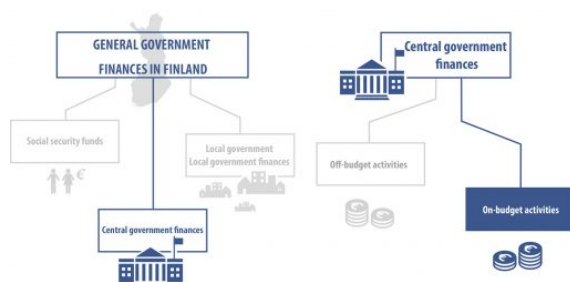 GENERAL GOVERNMENT
FINANCES IN FINLAND
Social security funds
€
Local government
Local government finances
Central government finances
Central government
finances
Off-budget activities
On-budget activities